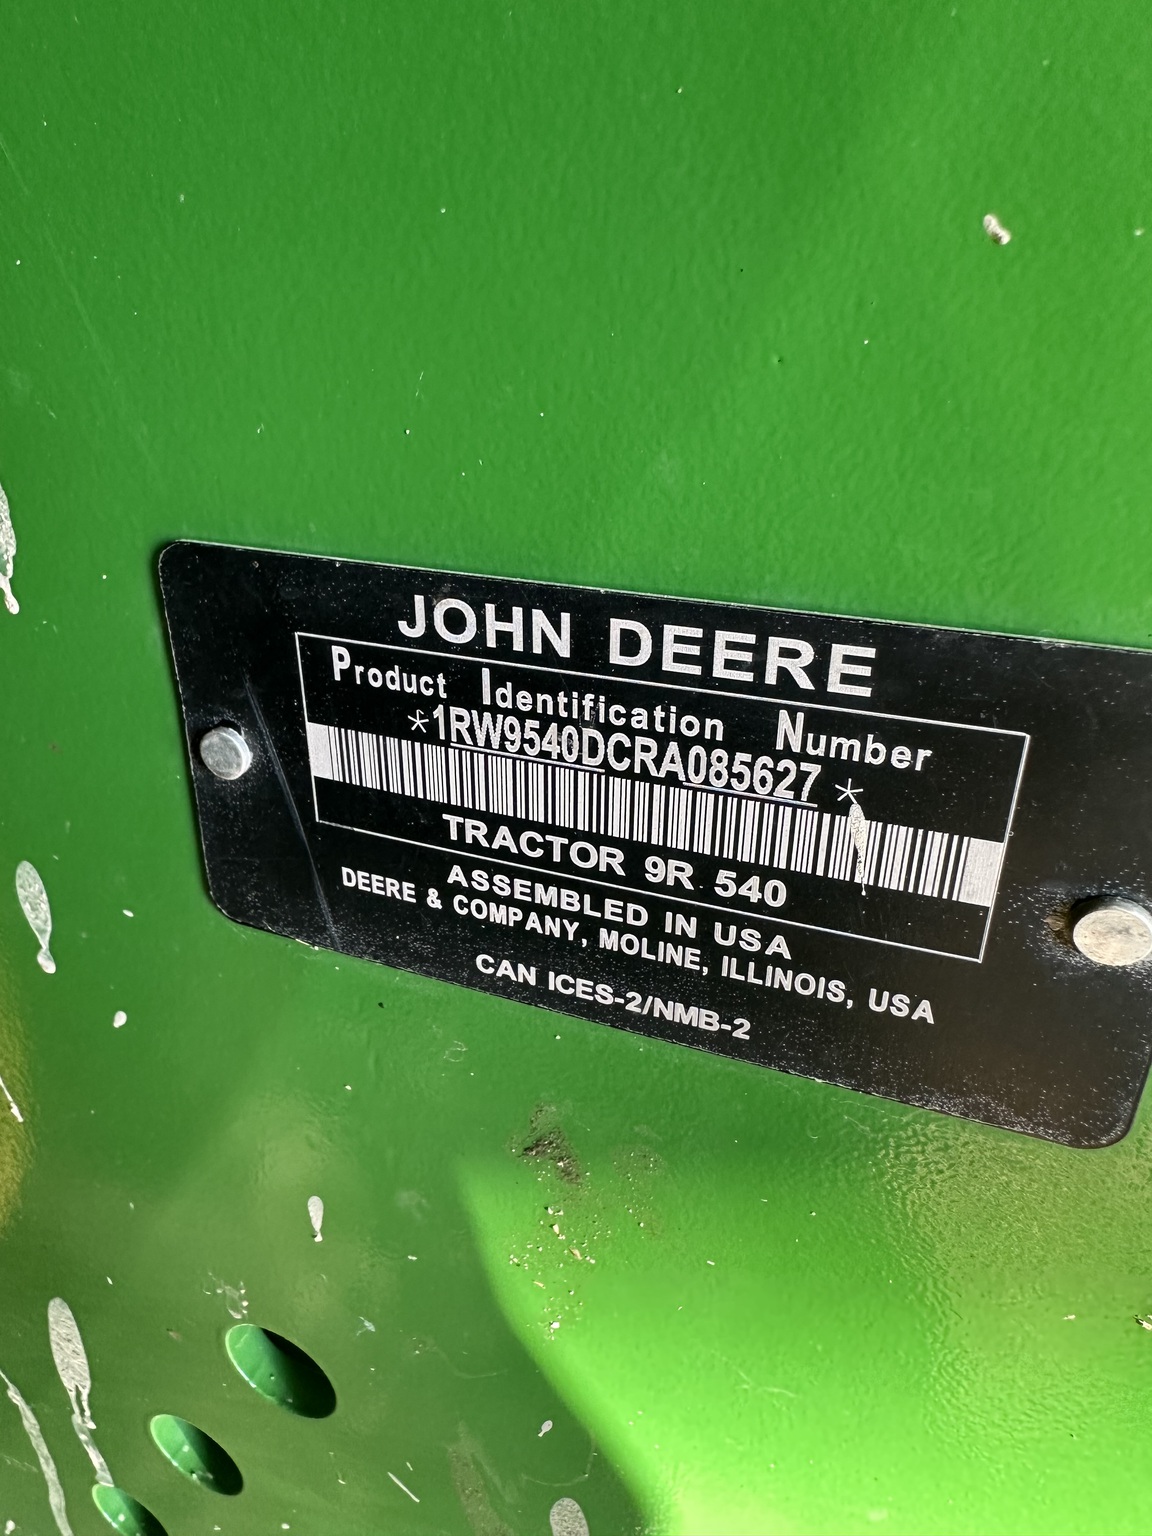 JOHN DEERE
Product Identification Number
*1RW9540DCRA085627*
TRACTOR 9R 540
ASSEMBLED IN USA
DEERE & COMPANY, MOLINE, ILLINOIS, USA
CAN ICES-2/NMB-2